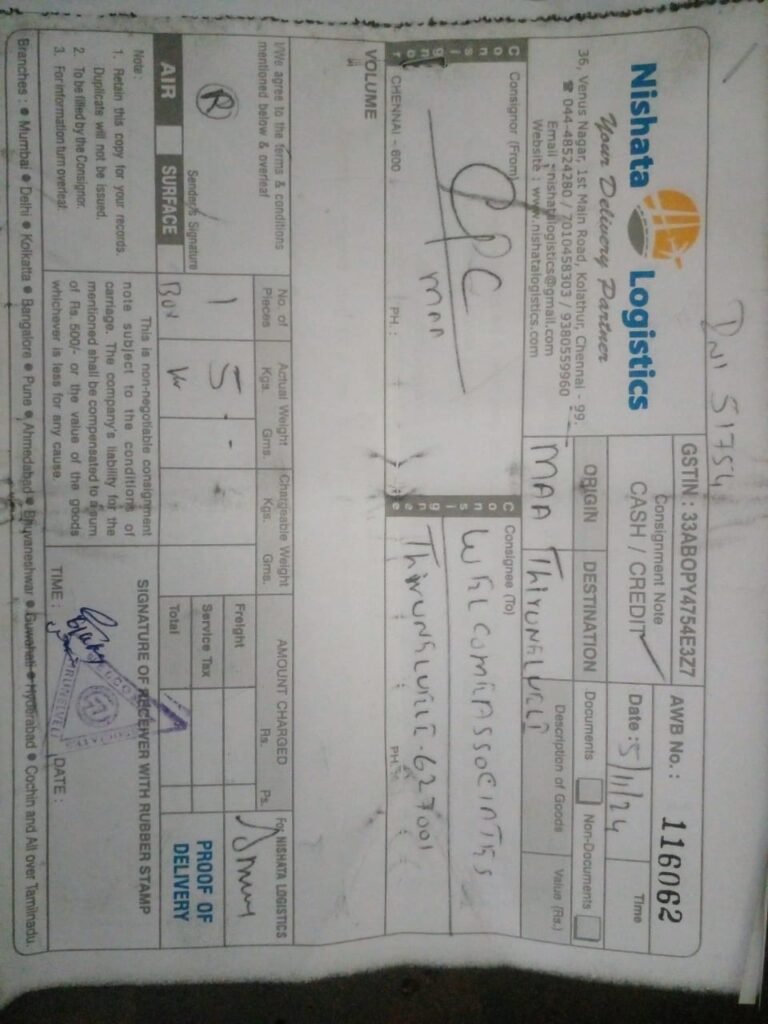 DNI 51754
Nishata Logistics
Your Delivery Partner
36, Venus Nagar, 1st Main Road, Kolathur, Chennai - 99.
☎ 044-48524280 / 7010458303 / 9380559960
Email : nishatalogistics@gmail.com
Website : www.nishatalogistics.com
GSTIN : 33ABOPY4754E3Z7
Consignment Note
CASH / CREDIT
AWB No. : 116062
Date : 5/11/24
Time
ORIGIN
DESTINATION
Documents
Non-Documents
MAA
Description of Goods
Value (Rs.)
Consignor
Consignor (From)
CPC
MAA
CHENNAI - 600
PH. :
Consignee
Consignee (To)
PH.
VOLUME
I/We agree to the terms & conditions
mentioned below & overleaf
R
Sender's Signature
AIR
SURFACE
No. of
Pieces
Actual Weight
Kgs. Gms.
Chargeable Weight
Kgs. Gms.
AMOUNT CHARGED
Rs. Ps.
1
5
Box
Freight
Service Tax
Total
For NISHATA LOGISTICS
PROOF OF
DELIVERY
Note :
1. Retain this copy for your records.
Duplicate will not be issued.
2. To be filled by the Consignor.
3. For information turn overleaf.
This is non-negotiable consignment
note subject to the conditions of
carriage. The company's liability for the
mentioned shall be compensated to a sum
of Rs. 500/- or the value of the goods
whichever is less for any cause.
SIGNATURE OF RECEIVER WITH RUBBER STAMP
TIME :
DATE :
Branches : ● Mumbai ● Delhi ● Kolkatta ● Bangalore ● Pune ● Ahmedabad ● Bhuvaneshwar ● Guwahati ● Hyderabad ● Cochin and All over Tamilnadu.